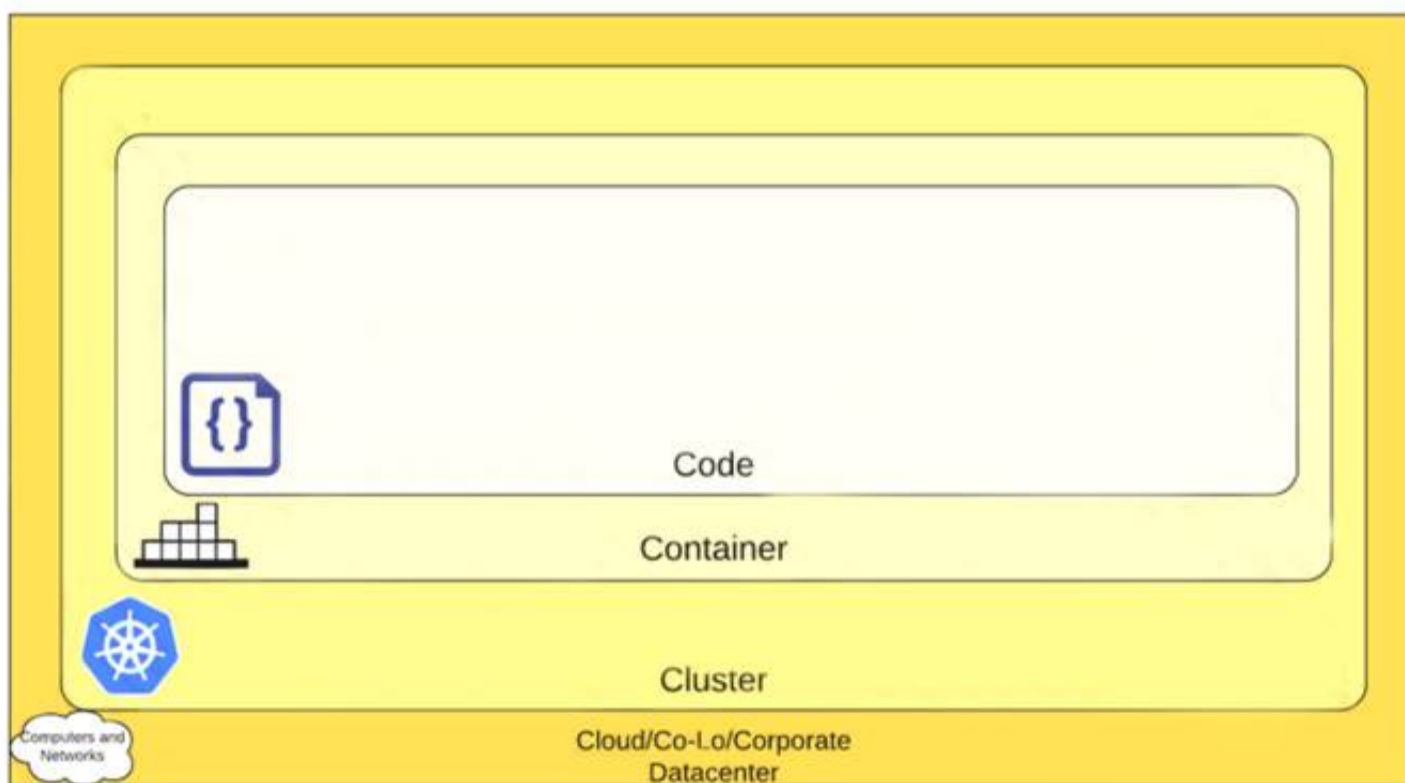 {}
Code
Container
Cluster
Computers and
Networks
Cloud/Co-Lo/Corporate
Datacenter